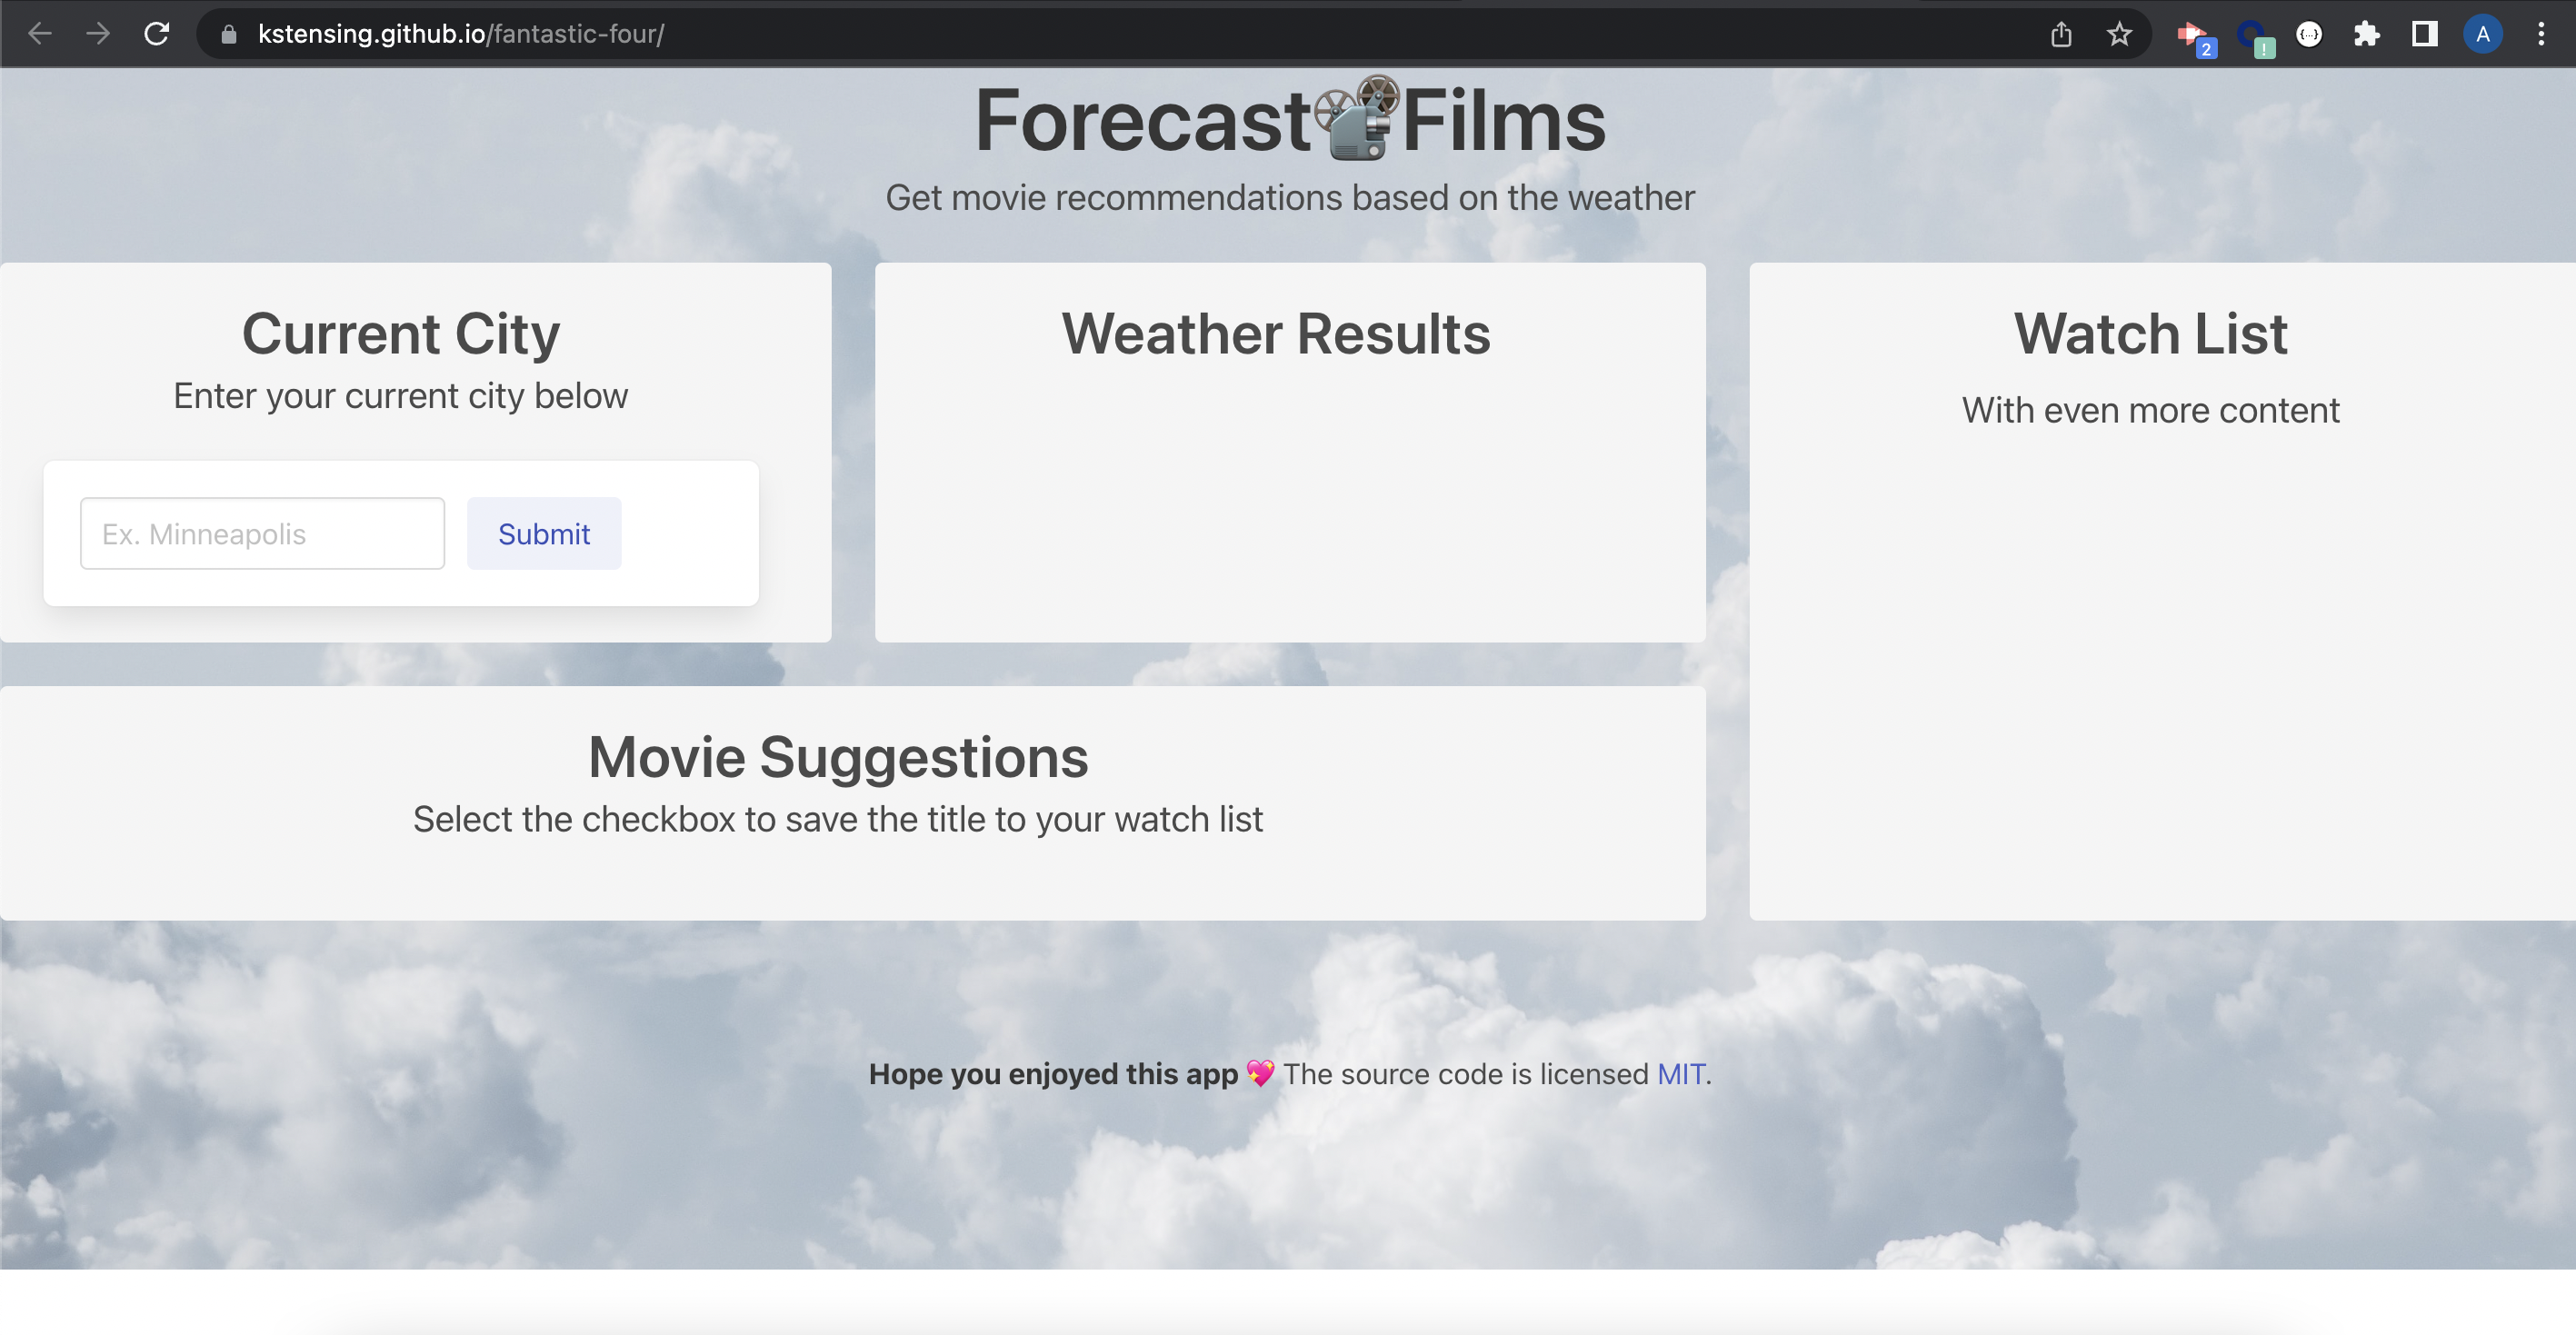 kstensing.github.io/fantastic-four/
2
!
{...}
A
Forecast📽Films
Get movie recommendations based on the weather
Current City
Enter your current city below
Ex. Minneapolis
Submit
Weather Results
Watch List
With even more content
Movie Suggestions
Select the checkbox to save the title to your watch list
Hope you enjoyed this app 💖 The source code is licensed MIT.